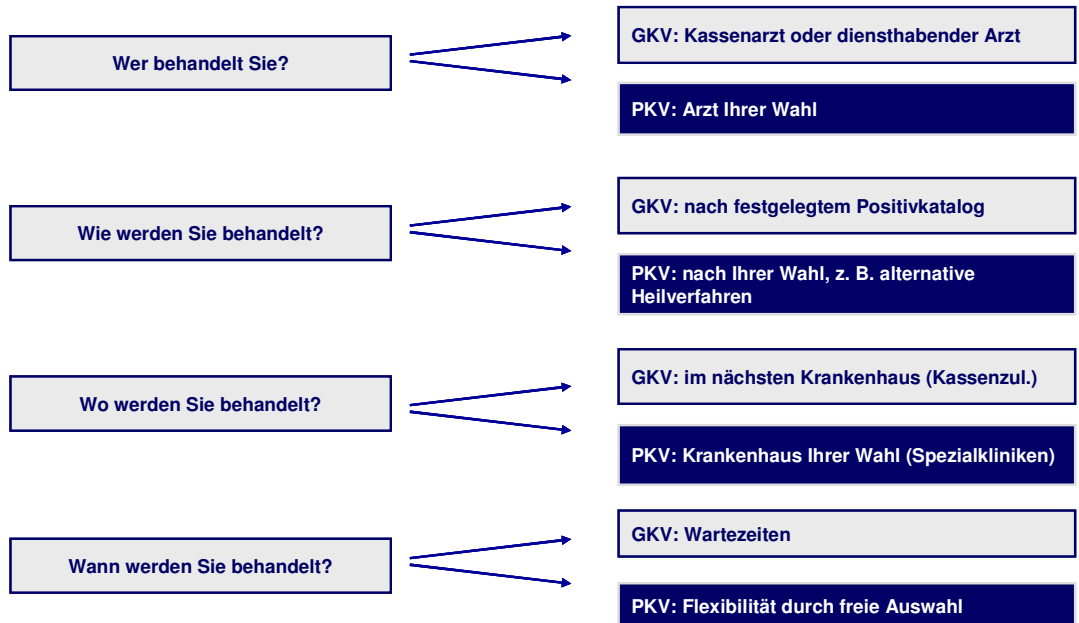 Wer behandelt Sie?
GKV: Kassenarzt oder diensthabender Arzt
PKV: Arzt Ihrer Wahl
Wie werden Sie behandelt?
GKV: nach festgelegtem Positivkatalog
PKV: nach Ihrer Wahl, z. B. alternative
Heilverfahren
Wo werden Sie behandelt?
GKV: im nächsten Krankenhaus (Kassenzul.)
PKV: Krankenhaus Ihrer Wahl (Spezialkliniken)
Wann werden Sie behandelt?
GKV: Wartezeiten
PKV: Flexibilität durch freie Auswahl